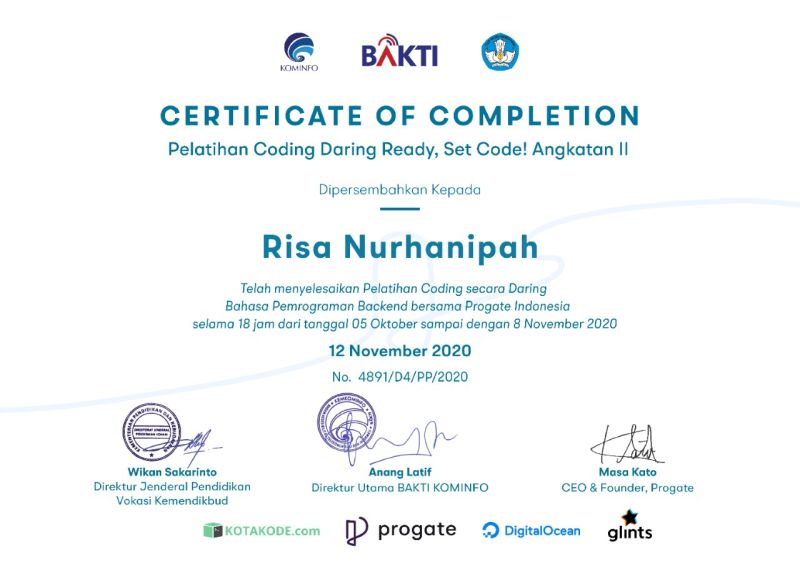 KOMINFO
BAKTI
CERTIFICATE OF COMPLETION
Pelatihan Coding Daring Ready, Set Code! Angkatan II
Dipersembahkan Kepada
Risa Nurhanipah
Telah menyelesaikan Pelatihan Coding secara Daring
Bahasa Pemrograman Backend bersama Progate Indonesia
selama 18 jam dari tanggal 05 Oktober sampai dengan 8 November 2020
12 November 2020
No. 4891/D4/PP/2020
Wikan Sakarinto
Direktur Jenderal Pendidikan
Vokasi Kemendikbud
Anang Latif
Direktur Utama BAKTI KOMINFO
Masa Kato
CEO & Founder, Progate
KOTAKODE.com
progate
DigitalOcean
glints